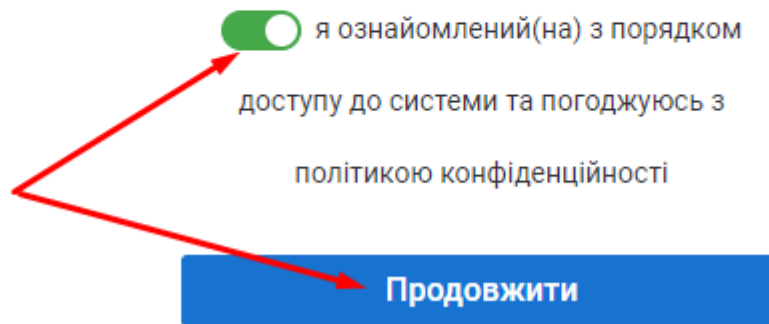 я ознайомлений(на) з порядком
доступу до системи та погоджуюсь з
політикою конфіденційності
Продовжити